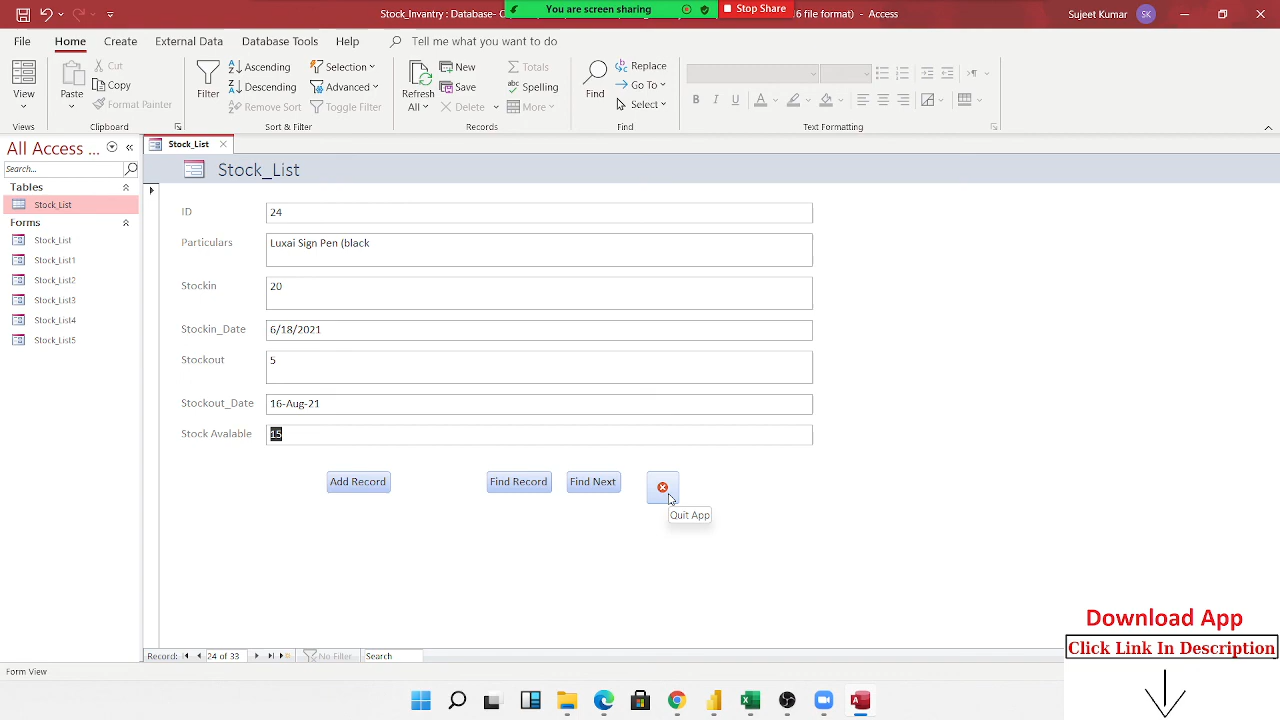 Stock_Invantry : Database- C
You are screen sharing
Stop Share
16 file format) - Access
Sujeet Kumar
SK
File
Home
Create
External Data
Database Tools
Help
Tell me what you want to do
View
Views
Paste
Cut
Copy
Format Painter
Clipboard
Filter
Ascending
Descending
Remove Sort
Selection
Advanced
Toggle Filter
Sort & Filter
Refresh
All
New
Save
Delete
Totals
Spelling
More
Records
Find
Replace
Go To
Select
Find
B I U A
Text Formatting
All Access ...
Search...
Tables
Stock_List
Forms
Stock_List
Stock_List1
Stock_List2
Stock_List3
Stock_List4
Stock_List5
Stock_List
Stock_List
ID 24
Particulars Luxai Sign Pen (black
Stockin 20
Stockin_Date 6/18/2021
Stockout 5
Stockout_Date 16-Aug-21
Stock Avalable 15
Add Record
Find Record
Find Next
Quit App
Download App
Click Link In Description
Record: 24 of 33 No Filter Search
Form View